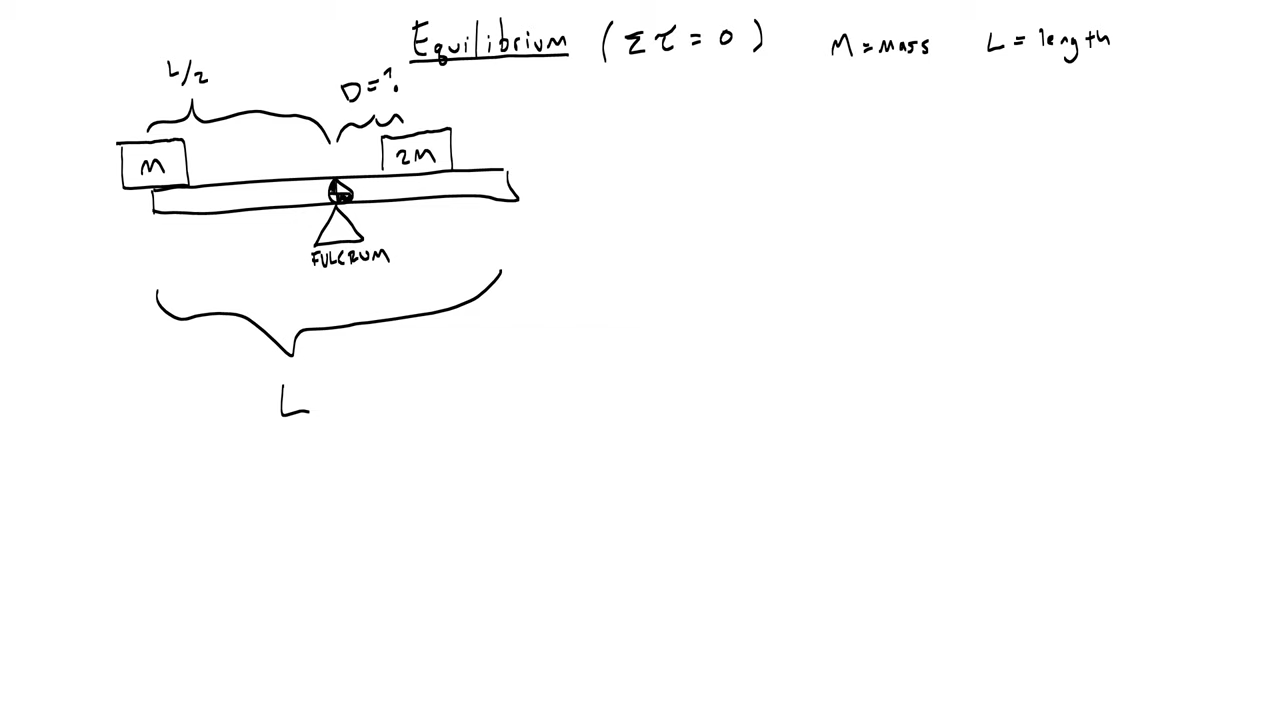 Equilibrium (Στ = 0) M = mass L = length
L/2
D = ?
M
2M
FULCRUM
L